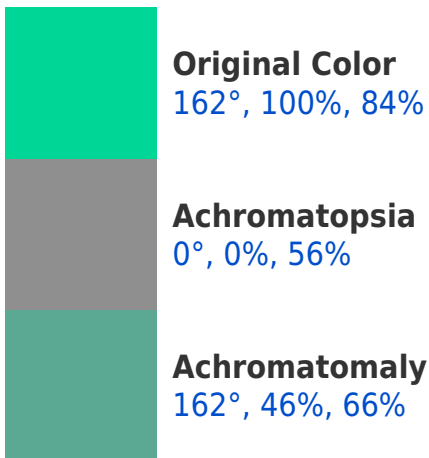 Original Color
162°, 100%, 84%
Achromatopsia
0°, 0%, 56%
Achromatomaly
162°, 46%, 66%